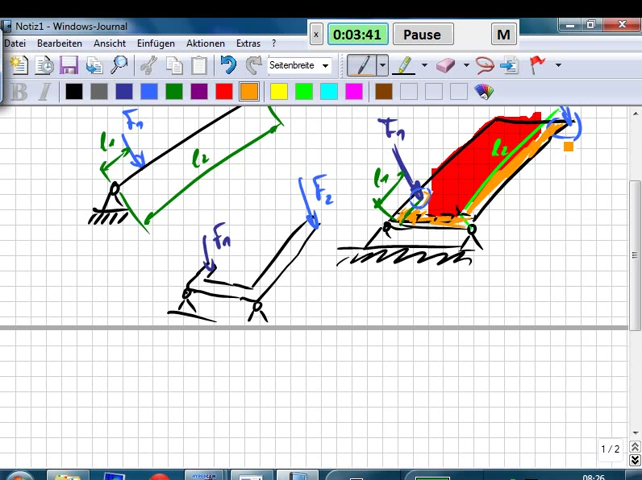 Notiz1 - Windows-Journal
x 0:03:41 Pause M
Datei Bearbeiten Ansicht Einfügen Aktionen Extras ?
Seitenbreite
B I
F1
l1
l2
F2
F1
F1
l1
l2
1 / 2
08:26